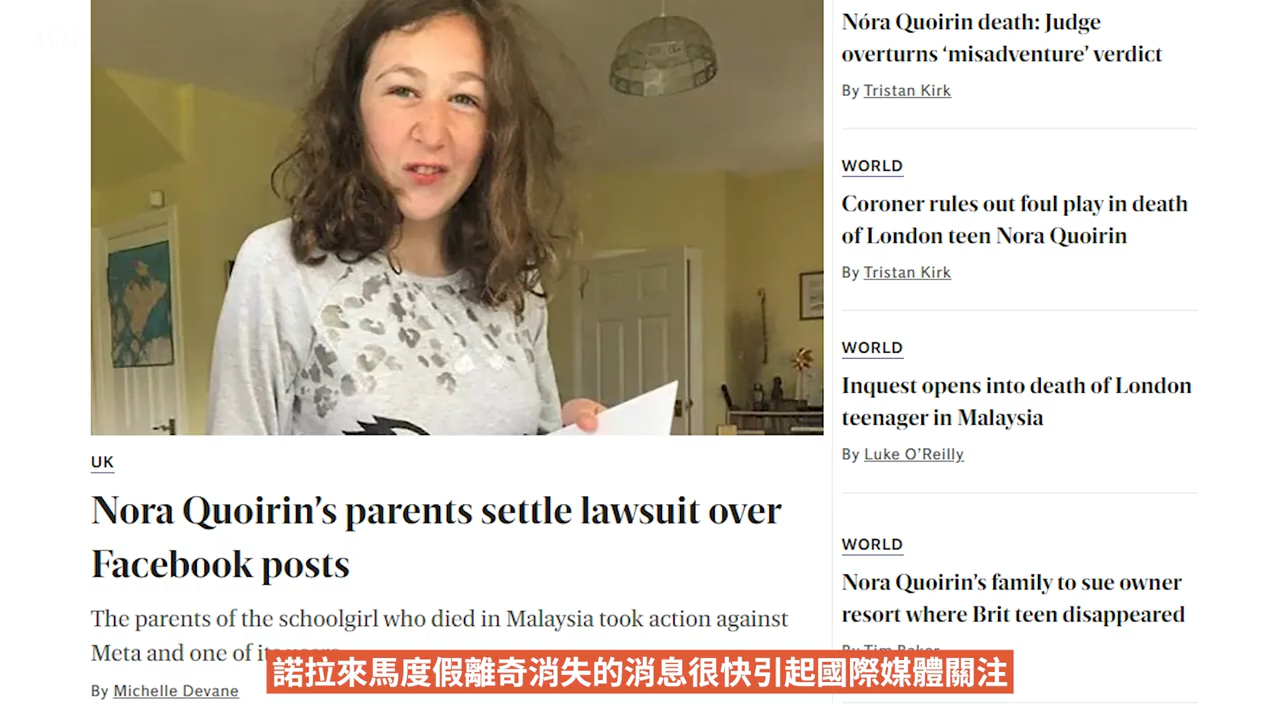 UK
Nora Quoirin's parents settle lawsuit over
Facebook posts
The parents of the schoolgirl who died in Malaysia took action against
Meta and one of its users
By Michelle Devane
Nóra Quoirin death: Judge
overturns ‘misadventure’ verdict
By Tristan Kirk
WORLD
Coroner rules out foul play in death
of London teen Nora Quoirin
By Tristan Kirk
WORLD
Inquest opens into death of London
teenager in Malaysia
By Luke O’Reilly
WORLD
Nora Quoirin’s family to sue owner
resort where Brit teen disappeared
By Tim Baker
諾拉來馬度假離奇消失的消息很快引起國際媒體關注